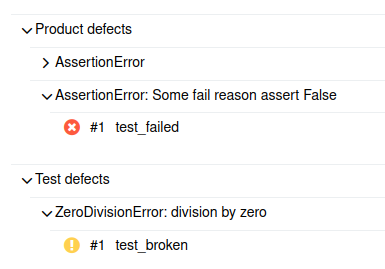 Product defects
AssertionError
AssertionError: Some fail reason assert False
#1 test_failed
Test defects
ZeroDivisionError: division by zero
#1 test_broken